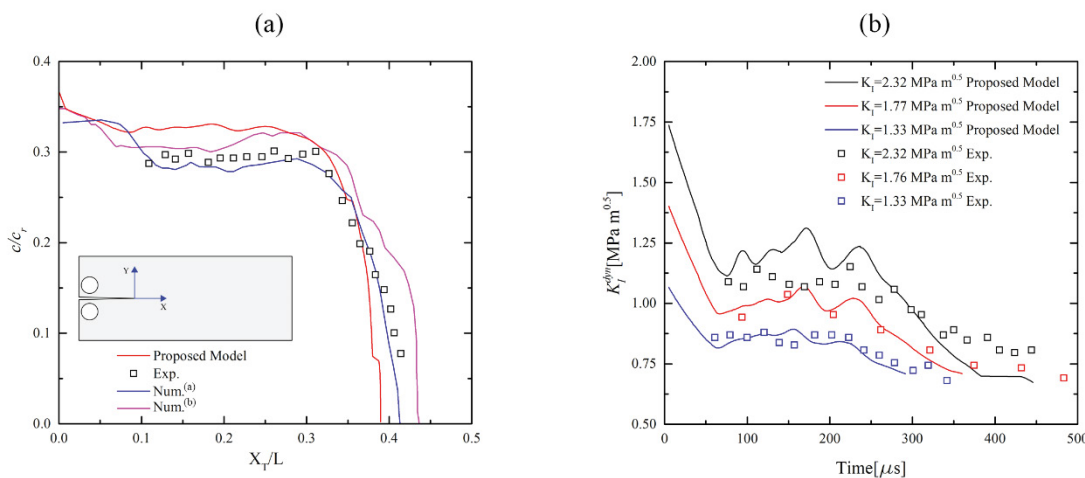 (a)
0.4
0.3
0.2
0.1
0.0
c/c_r
Y
X
Proposed Model
Exp.
Num.(a)
Num.(b)
0.0 0.1 0.2 0.3 0.4 0.5
X_T/L
(b)
2.00
1.75
1.50
1.25
1.00
0.75
0.50
K_I^dyn[MPa m^0.5]
K_I=2.32 MPa m^0.5 Proposed Model
K_I=1.77 MPa m^0.5 Proposed Model
K_I=1.33 MPa m^0.5 Proposed Model
K_I=2.32 MPa m^0.5 Exp.
K_I=1.76 MPa m^0.5 Exp.
K_I=1.33 MPa m^0.5 Exp.
0 100 200 300 400 500
Time[μs]